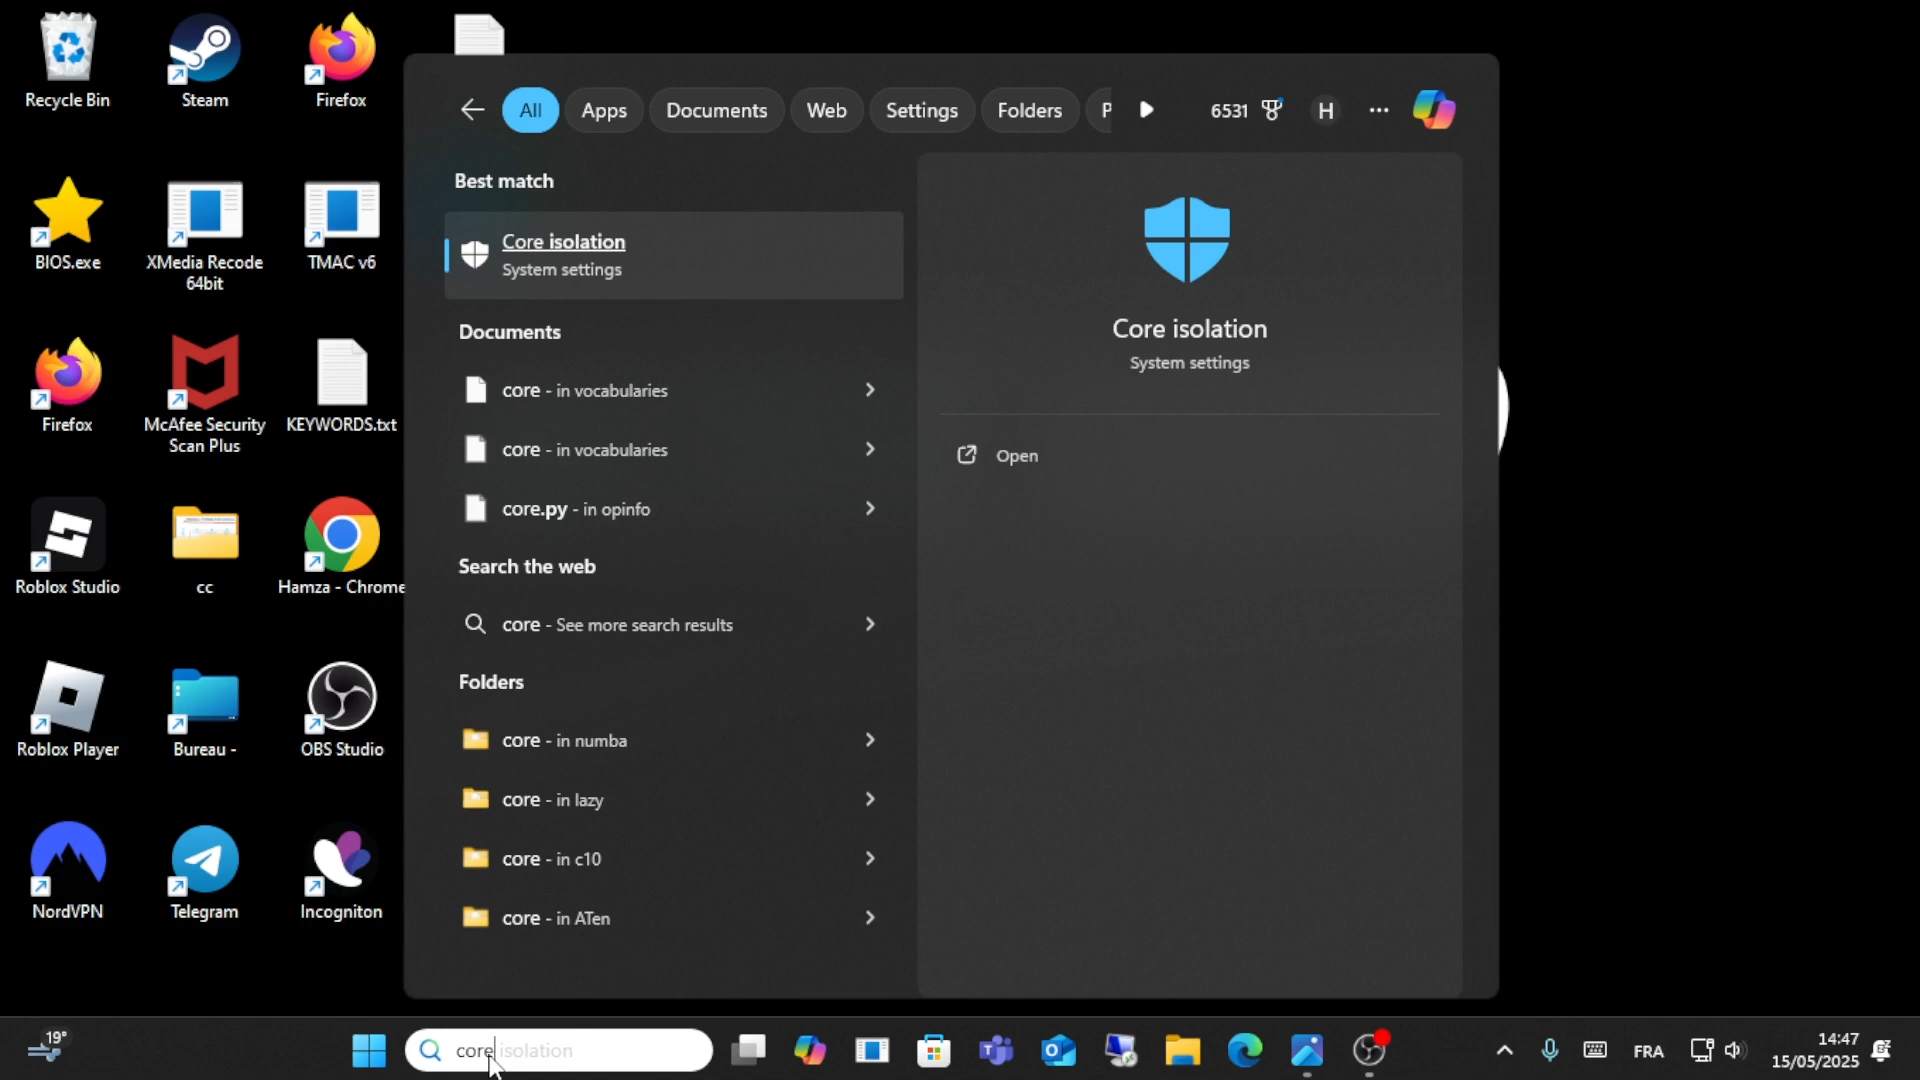 Recycle Bin
Steam
Firefox
BIOS.exe
XMedia Recode
64bit
TMAC v6
Firefox
McAfee Security
Scan Plus
KEYWORDS.txt
Roblox Studio
cc
Hamza - Chrome
Roblox Player
Bureau -
OBS Studio
NordVPN
Telegram
Incogniton
All
Apps
Documents
Web
Settings
Folders
P
6531
H
Best match
Core isolation
System settings
Documents
core - in vocabularies
core - in vocabularies
core.py - in opinfo
Search the web
core - See more search results
Folders
core - in numba
core - in lazy
core - in c10
core - in ATen
Core isolation
System settings
Open
19°
core isolation
FRA
14:47
15/05/2025